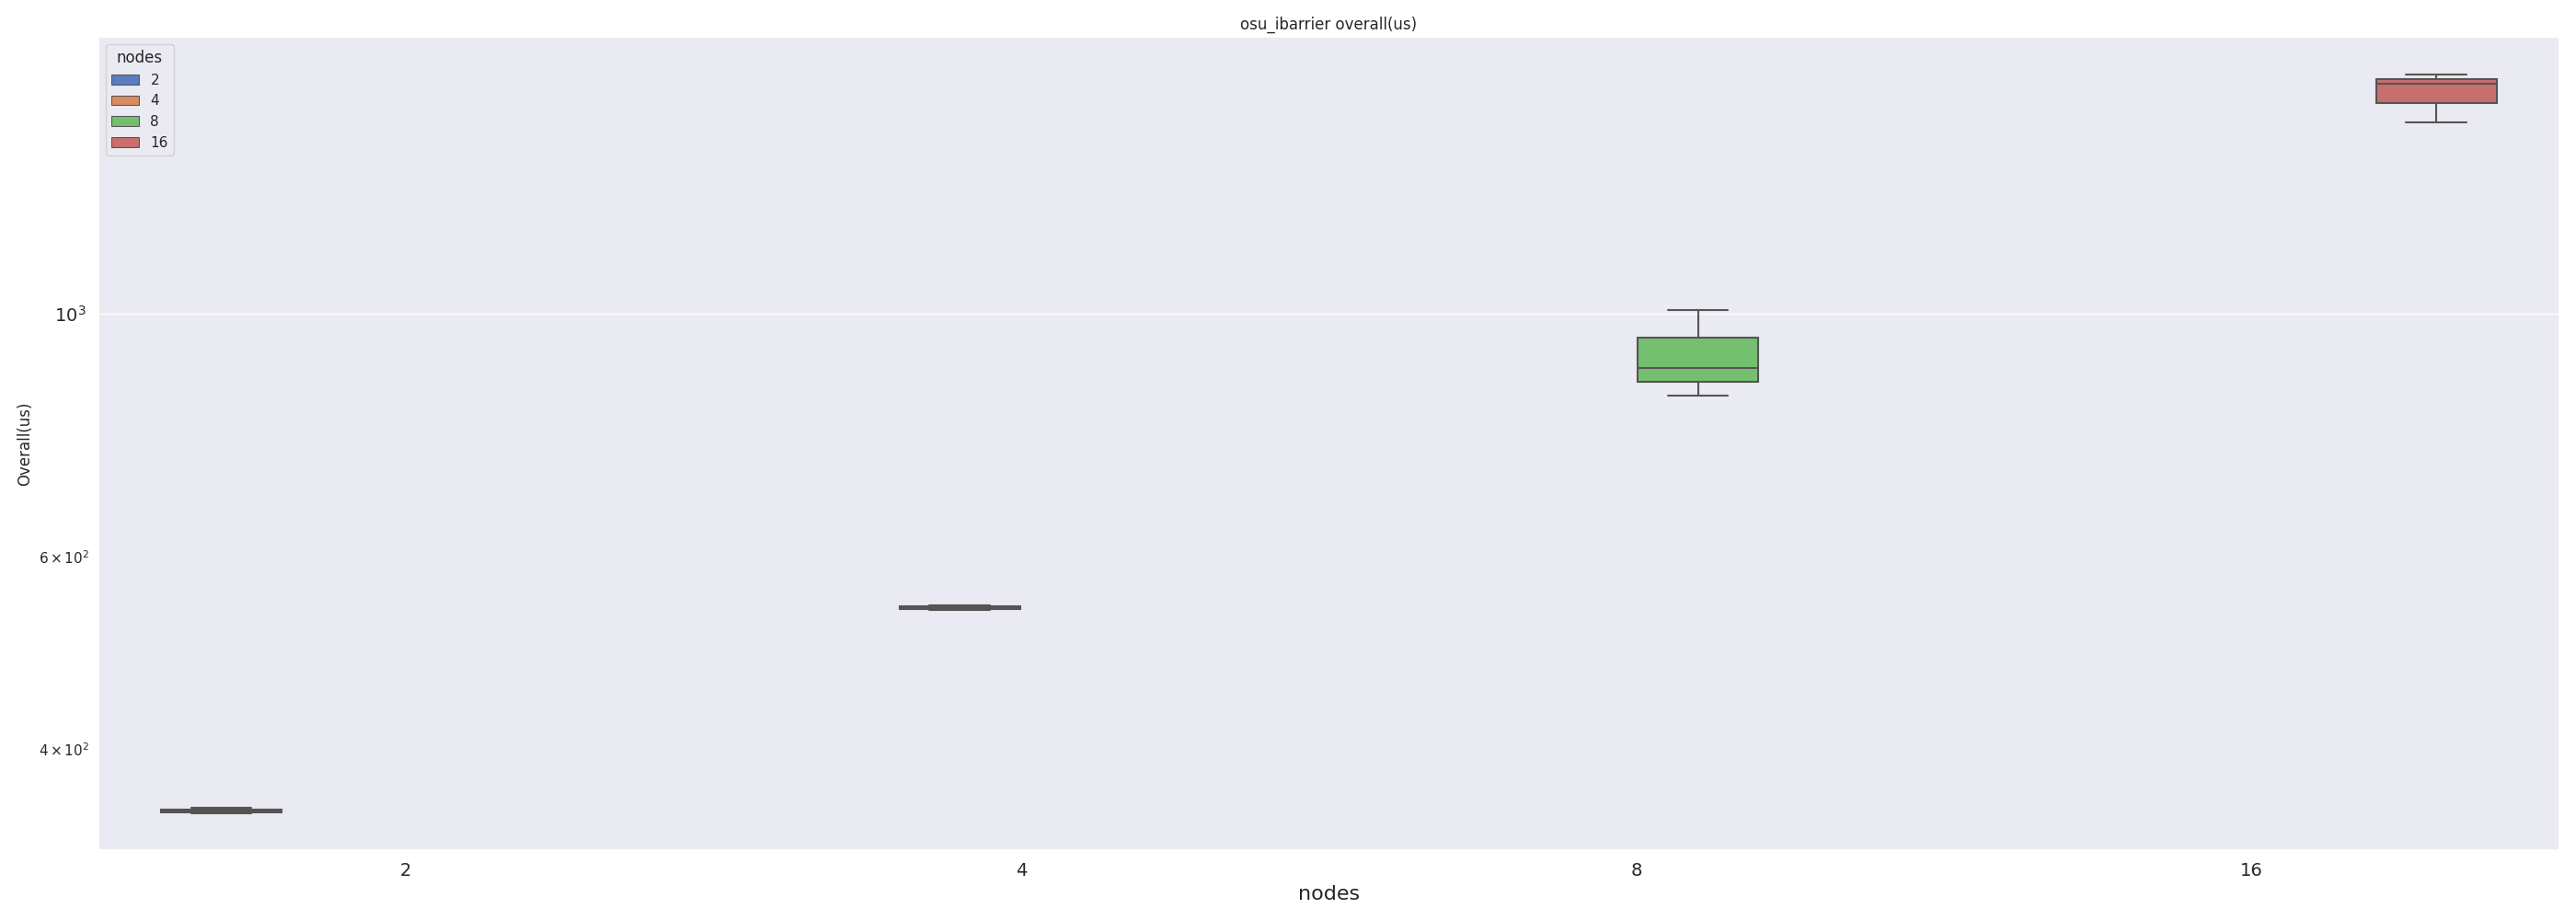 osu_ibarrier overall(us)
nodes
2
4
8
16
10³
6 × 10²
4 × 10²
Overall(us)
2 4 8 16
nodes